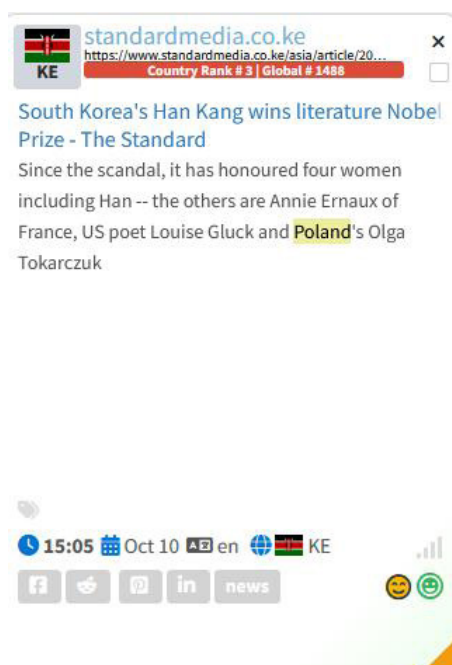 standardmedia.co.ke
https://www.standardmedia.co.ke/asia/article/20...
KE
Country Rank # 3 | Global # 1488
South Korea's Han Kang wins literature Nobel
Prize - The Standard
Since the scandal, it has honoured four women
including Han -- the others are Annie Ernaux of
France, US poet Louise Gluck and Poland's Olga
Tokarczuk
15:05 Oct 10 en KE
in news